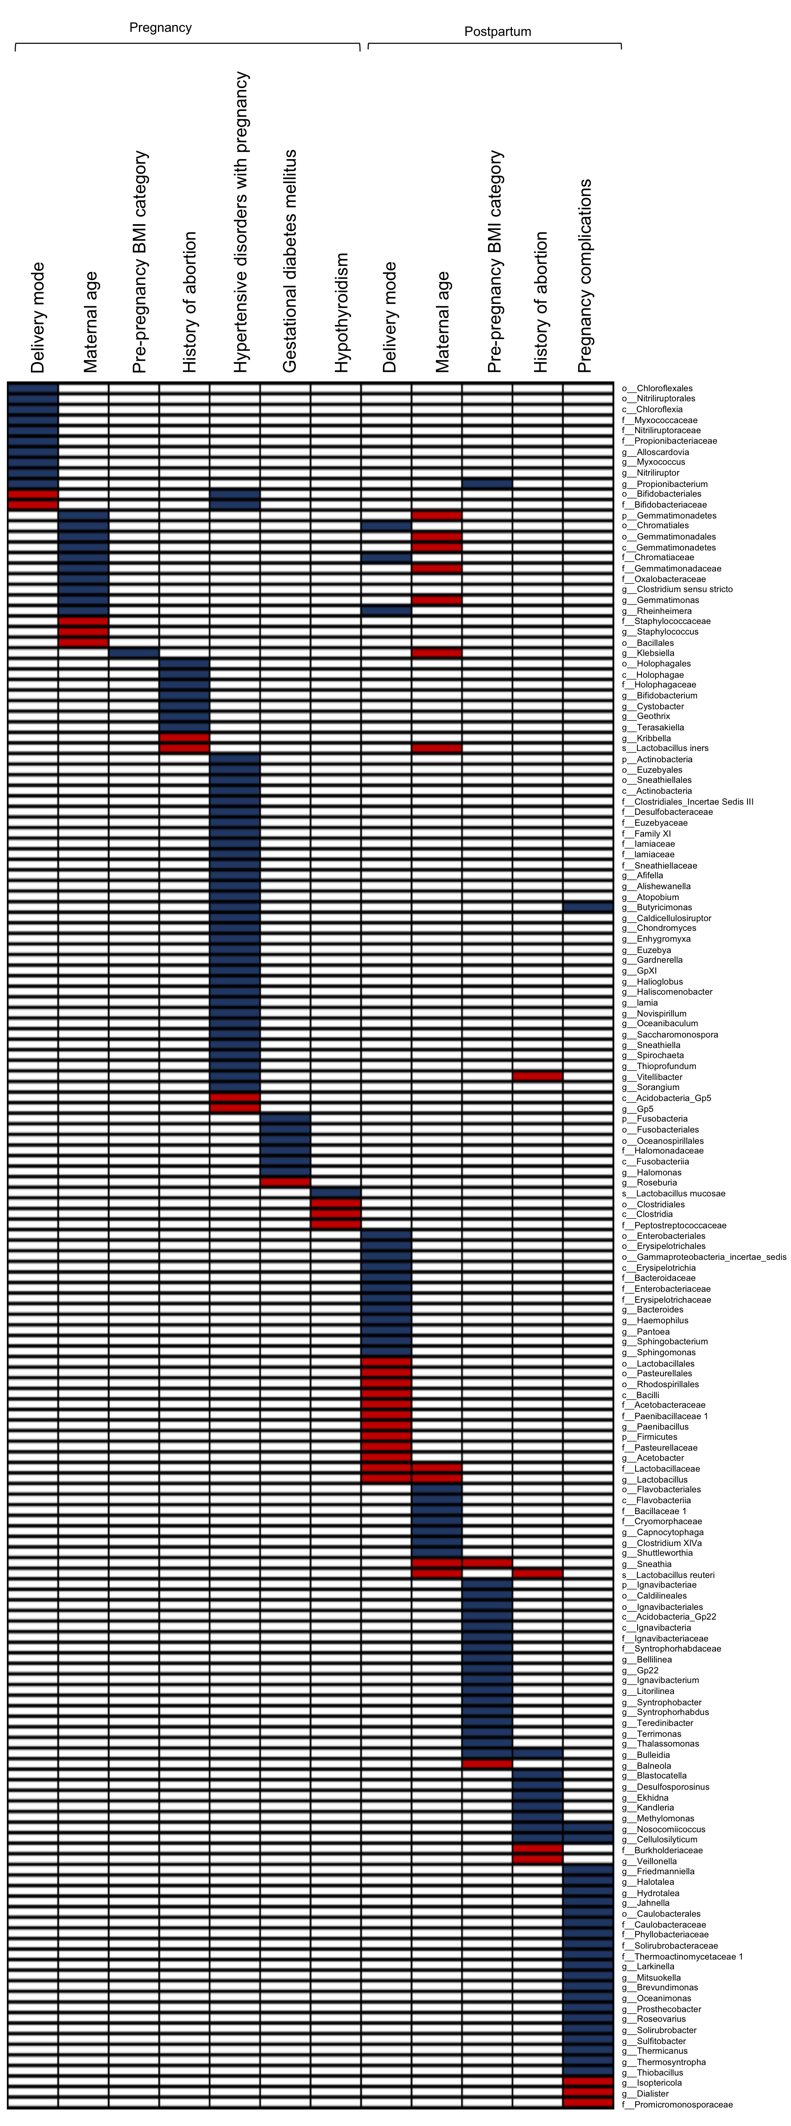 Pregnancy
Postpartum
Delivery mode
Maternal age
Pre-pregnancy BMI category
History of abortion
Hypertensive disorders with pregnancy
Gestational diabetes mellitus
Hypothyroidism
Delivery mode
Maternal age
Pre-pregnancy BMI category
History of abortion
Pregnancy complications
o__Chloroflexales
o__Nitriliruptorales
c__Chloroflexia
f__Myxococcaceae
f__Nitriliruptoraceae
f__Propionibacteriaceae
g__Alloscardovia
g__Myxococcus
g__Nitriliruptor
g__Propionibacterium
o__Bifidobacteriales
f__Bifidobacteriaceae
p__Gemmatimonadetes
o__Chromatiales
o__Gemmatimonadales
c__Gemmatimonadetes
f__Chromatiaceae
f__Gemmatimonadaceae
f__Oxalobacteraceae
g__Clostridium sensu stricto
g__Gemmatimonas
g__Rheinheimera
f__Staphylococcaceae
g__Staphylococcus
o__Bacillales
g__Klebsiella
o__Holophagales
c__Holophagae
f__Holophagaceae
g__Bifidobacterium
g__Cystobacter
g__Geothrix
g__Terasakiella
g__Kribbella
s__Lactobacillus iners
p__Actinobacteria
o__Euzebyales
o__Sneathiellales
c__Actinobacteria
f__Clostridiales_Incertae Sedis III
f__Desulfobacteraceae
f__Euzebyaceae
f__Family XI
f__Iamiaceae
f__Iamiaceae
f__Sneathiellaceae
g__Afifella
g__Alishewanella
g__Atopobium
g__Butyricimonas
g__Caldicellulosiruptor
g__Chondromyces
g__Enhygromyxa
g__Euzebya
g__Gardnerella
g__GpXI
g__Halioglobus
g__Haliscomenobacter
g__Iamia
g__Novispirillum
g__Oceanibaculum
g__Saccharomonospora
g__Sneathiella
g__Spirochaeta
g__Thioprofundum
g__Vitellibacter
g__Sorangium
c__Acidobacteria_Gp5
g__Gp5
p__Fusobacteria
o__Fusobacteriales
o__Oceanospirillales
f__Halomonadaceae
c__Fusobacteriia
g__Halomonas
g__Roseburia
s__Lactobacillus mucosae
o__Clostridiales
c__Clostridia
f__Peptostreptococcaceae
o__Enterobacteriales
o__Erysipelotrichales
o__Gammaproteobacteria_incertae_sedis
c__Erysipelotrichia
f__Bacteroidaceae
f__Enterobacteriaceae
f__Erysipelotrichaceae
g__Bacteroides
g__Haemophilus
g__Pantoea
g__Sphingobacterium
g__Sphingomonas
o__Lactobacillales
o__Pasteurellales
o__Rhodospirillales
c__Bacilli
f__Acetobacteraceae
f__Paenibacillaceae 1
g__Paenibacillus
p__Firmicutes
f__Pasteurellaceae
g__Acetobacter
f__Lactobacillaceae
g__Lactobacillus
o__Flavobacteriales
c__Flavobacteriia
f__Bacillaceae 1
f__Cryomorphaceae
g__Capnocytophaga
g__Clostridium XIVa
g__Shuttleworthia
g__Sneathia
s__Lactobacillus reuteri
p__Ignavibacteriae
o__Caldilineales
o__Ignavibacteriales
c__Acidobacteria_Gp22
c__Ignavibacteria
f__Ignavibacteriaceae
f__Syntrophorhabdaceae
g__Bellilinea
g__Gp22
g__Ignavibacterium
g__Litorilinea
g__Syntrophobacter
g__Syntrophorhabdus
g__Teredinibacter
g__Terrimonas
g__Thalassomonas
g__Bulleidia
g__Balneola
g__Blastocatella
g__Desulfosporosinus
g__Ekhidna
g__Kandleria
g__Methylomonas
g__Nosocomiicoccus
g__Cellulosilyticum
f__Burkholderiaceae
g__Veillonella
g__Friedmanniella
g__Halotalea
g__Hydrotalea
g__Jahnella
o__Caulobacterales
f__Caulobacteraceae
f__Phyllobacteriaceae
f__Solirubrobacteraceae
f__Thermoactinomycetaceae 1
g__Larkinella
g__Mitsuokella
g__Brevundimonas
g__Oceanimonas
g__Prosthecobacter
g__Roseovarius
g__Solirubrobacter
g__Sulfitobacter
g__Thermicanus
g__Thermosyntropha
g__Thiobacillus
g__Isoptericola
g__Dialister
f__Promicromonosporaceae